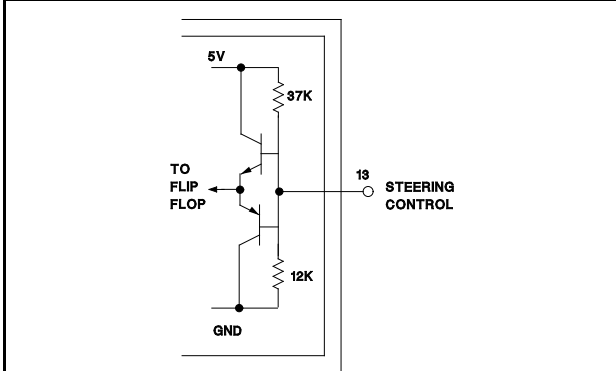 5V
37K
TO
FLIP
FLOP
13
STEERING
CONTROL
12K
GND